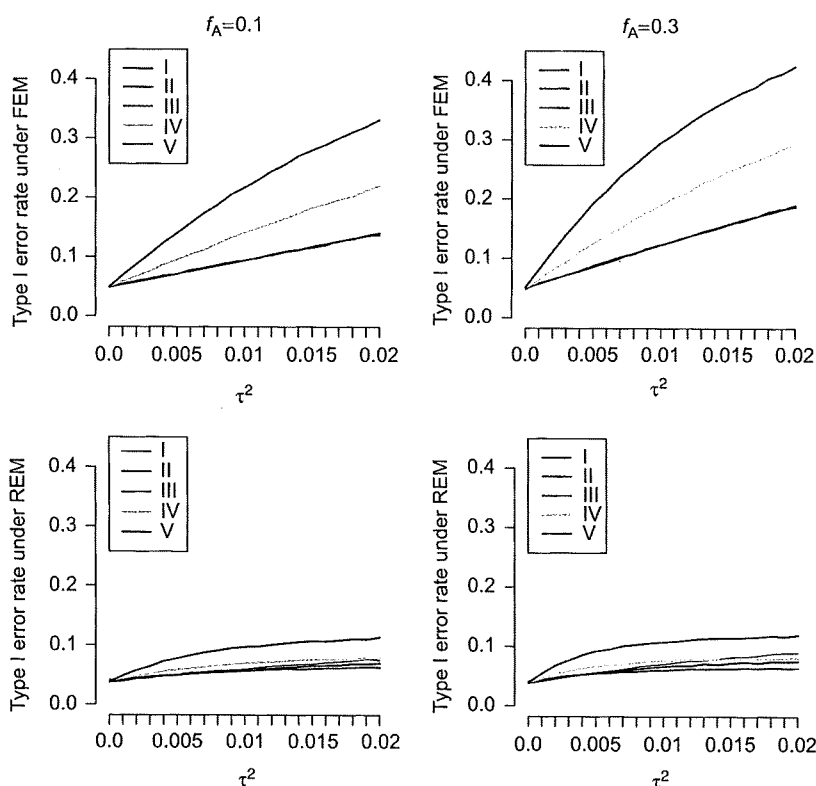 f_A=0.1
Type I error rate under FEM
0.4
0.3
0.2
0.1
0.0
I
II
III
IV
V
0.0 0.005 0.01 0.015 0.02
τ²
f_A=0.3
Type I error rate under FEM
0.4
0.3
0.2
0.1
0.0
I
II
III
IV
V
0.0 0.005 0.01 0.015 0.02
τ²
Type I error rate under REM
0.4
0.3
0.2
0.1
0.0
I
II
III
IV
V
0.0 0.005 0.01 0.015 0.02
τ²
Type I error rate under REM
0.4
0.3
0.2
0.1
0.0
I
II
III
IV
V
0.0 0.005 0.01 0.015 0.02
τ²